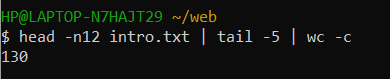 HP@LAPTOP-N7HAJT29 ~/web
$ head -n12 intro.txt | tail -5 | wc -c
130